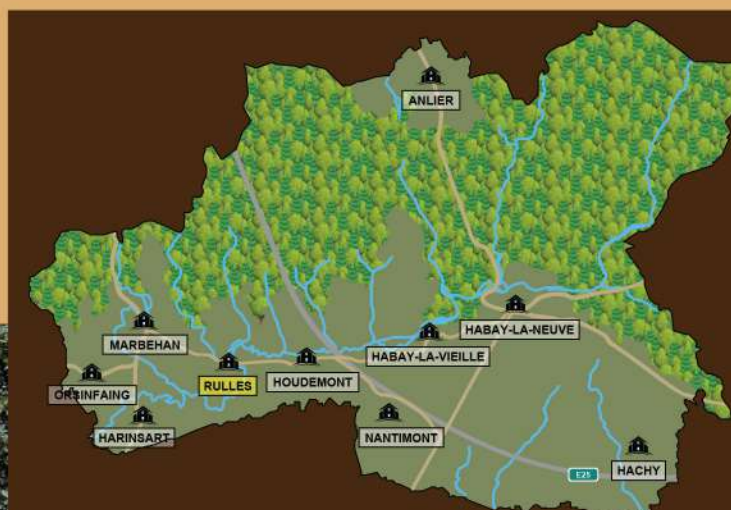 ANLIER
HABAY-LA-NEUVE
MARBEHAN
HABAY-LA-VIEILLE
RULLES
HOUDEMONT
ORSINFAING
HARINSART
NANTIMONT
HACHY
E25